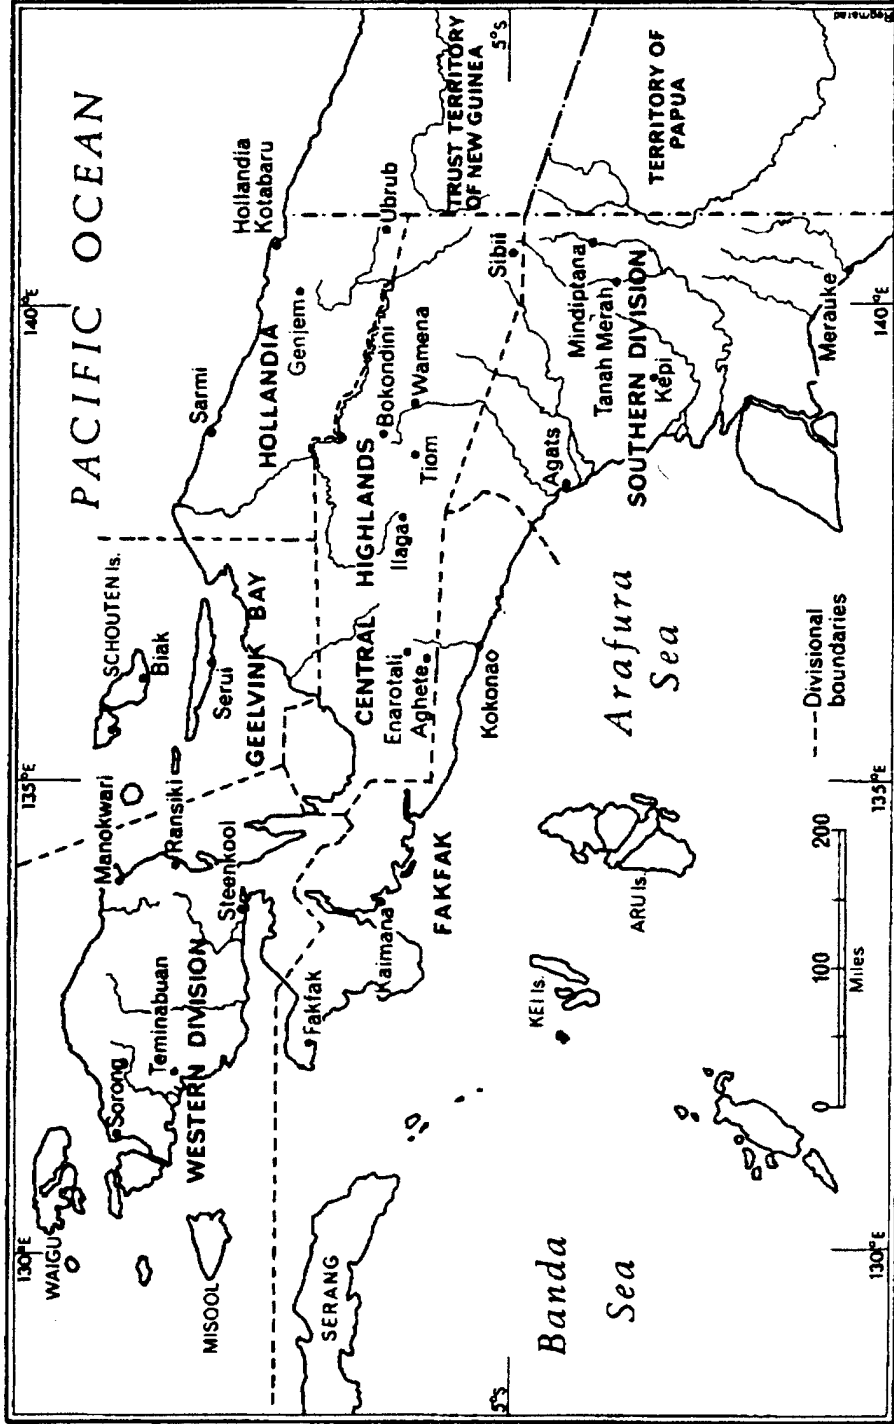 130°E
135°E
140°E
PACIFIC OCEAN
WAIGUS
SCHOUTEN Is.
Biak
Sorong
Manokwari
Sarmi
Hollandia
Kotabaru
Teminabuan
Ransiki
Serui
MISOOL
WESTERN DIVISION
Steenkool
GEELVINK BAY
HOLLANDIA
Genjem
SERANG
Fakfak
CENTRAL HIGHLANDS
Bokondini
Ubrub
Kaimana
Enarotali
Aghete
Ilaga
Tiom
Wamena
FAKFAK
TRUST TERRITORY
OF NEW GUINEA
Kokonao
Sibil
5°S
5°S
Agats
Mindiptana
Tanah Merah
KEI Is.
Banda
Sea
Arafura
Sea
SOUTHERN DIVISION
Kepi
TERRITORY OF
PAPUA
ARU Is.
Merauke
0 100 200
Miles
Divisional
boundaries
130°E
135°E
140°E